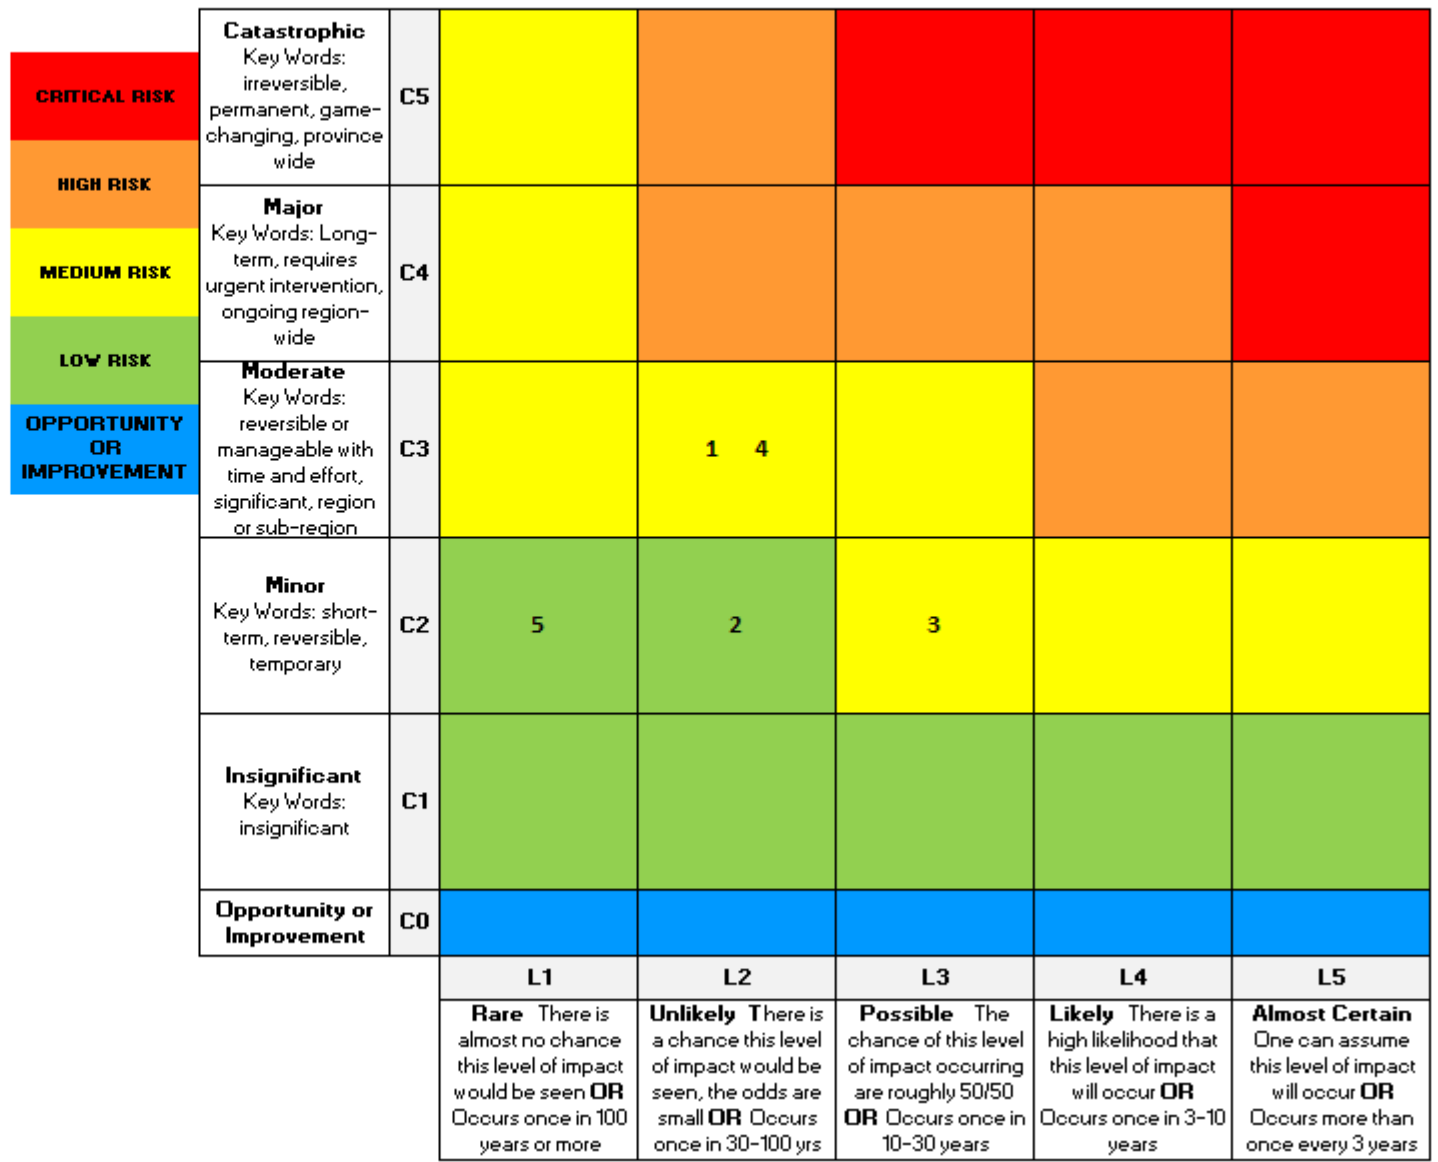 CRITICAL RISK
HIGH RISK
MEDIUM RISK
LOW RISK
OPPORTUNITY
OR
IMPROVEMENT
Catastrophic
Key Words:
irreversible,
permanent, game-
changing, province
wide
C5
Major
Key Words: Long-
term, requires
urgent intervention,
ongoing region-
wide
C4
Moderate
Key Words:
reversible or
manageable with
time and effort,
significant, region
or sub-region
C3
1 4
Minor
Key Words: short-
term, reversible,
temporary
C2
5
2
3
Insignificant
Key Words:
insignificant
C1
Opportunity or
Improvement
C0
L1
L2
L3
L4
L5
Rare There is
almost no chance
this level of impact
would be seen OR
Occurs once in 100
years or more
Unlikely There is
a chance this level
of impact would be
seen, the odds are
small OR Occurs
once in 30-100 yrs
Possible The
chance of this level
of impact occurring
are roughly 50/50
OR Occurs once in
10-30 years
Likely There is a
high likelihood that
this level of impact
will occur OR
Occurs once in 3-10
years
Almost Certain
One can assume
this level of impact
will occur OR
Occurs more than
once every 3 years